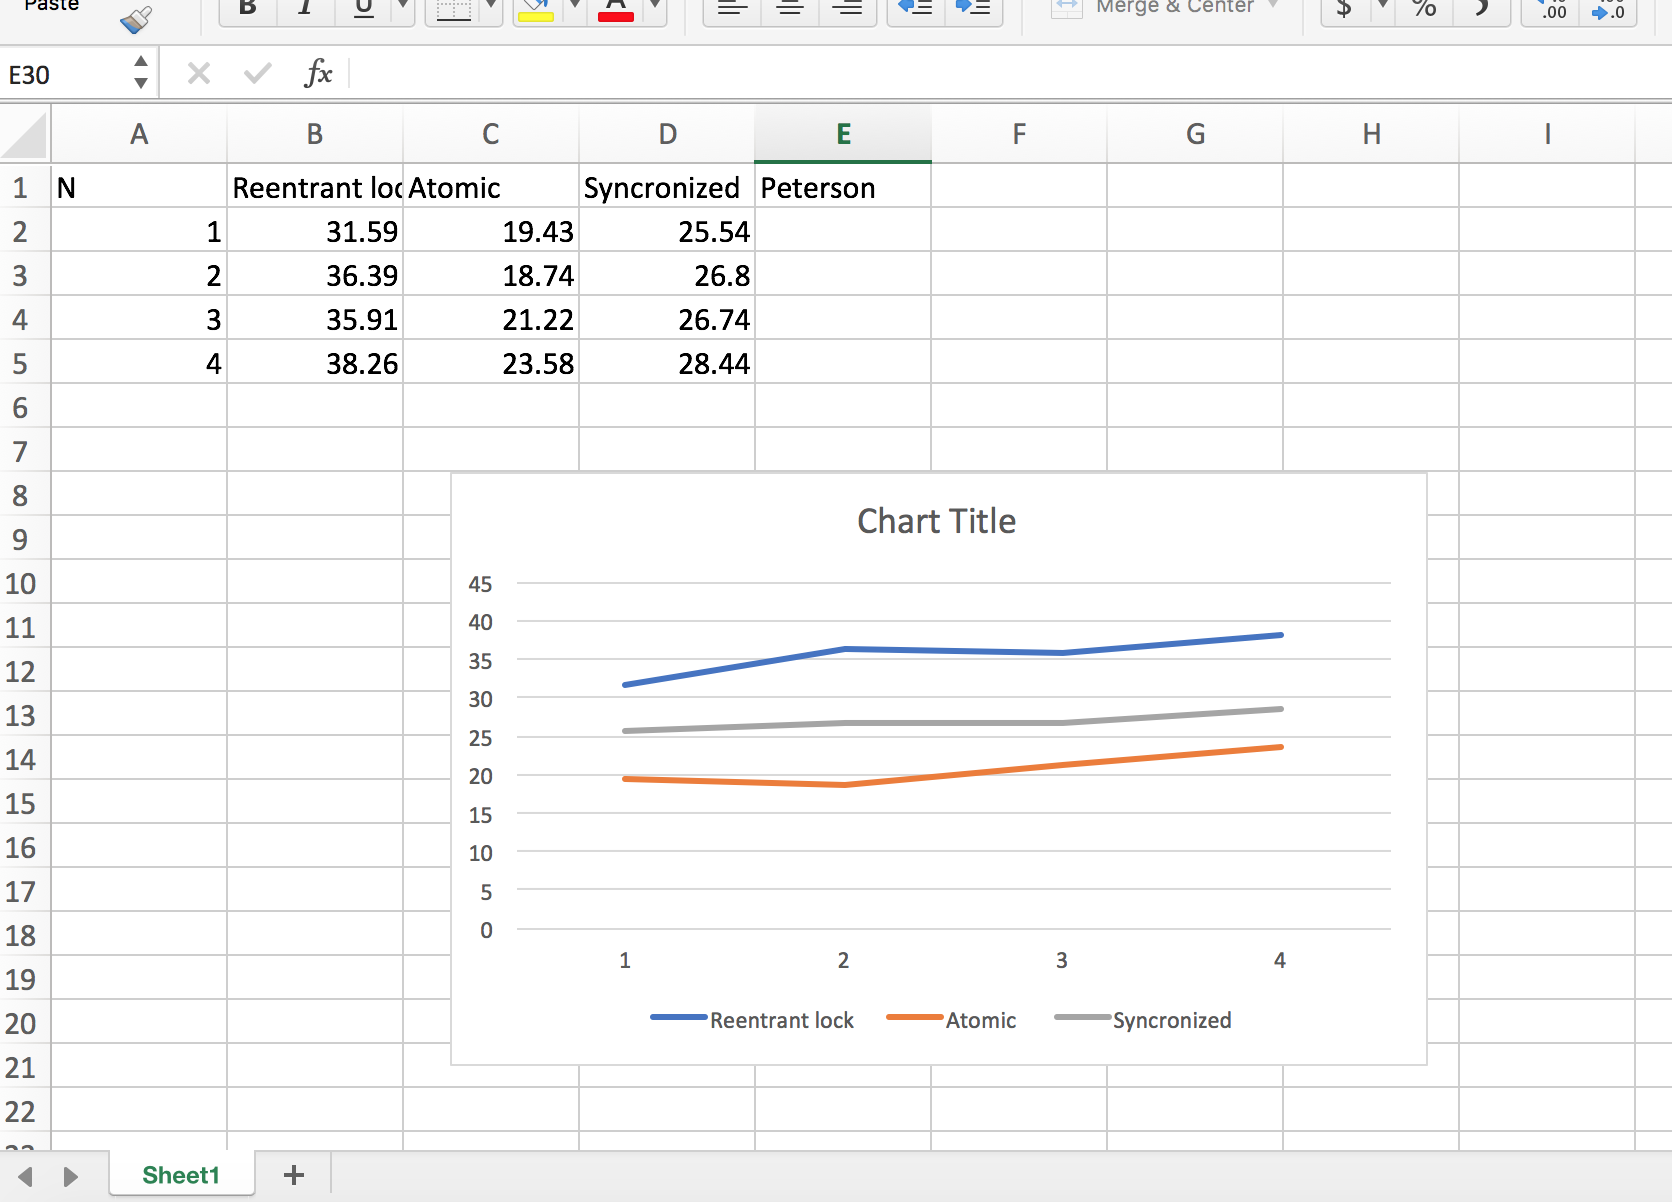 Paste
B I U A Merge & Center $ % .00 .0
E30 fx
A B C D E F G H I
1 N Reentrant loc Atomic Syncronized Peterson
2 1 31.59 19.43 25.54
3 2 36.39 18.74 26.8
4 3 35.91 21.22 26.74
5 4 38.26 23.58 28.44
6
7
8
9
10
11
12
13
14
15
16
17
18
19
20
21
22
Chart Title
45
40
35
30
25
20
15
10
5
0
1 2 3 4
Reentrant lock Atomic Syncronized
Sheet1 +